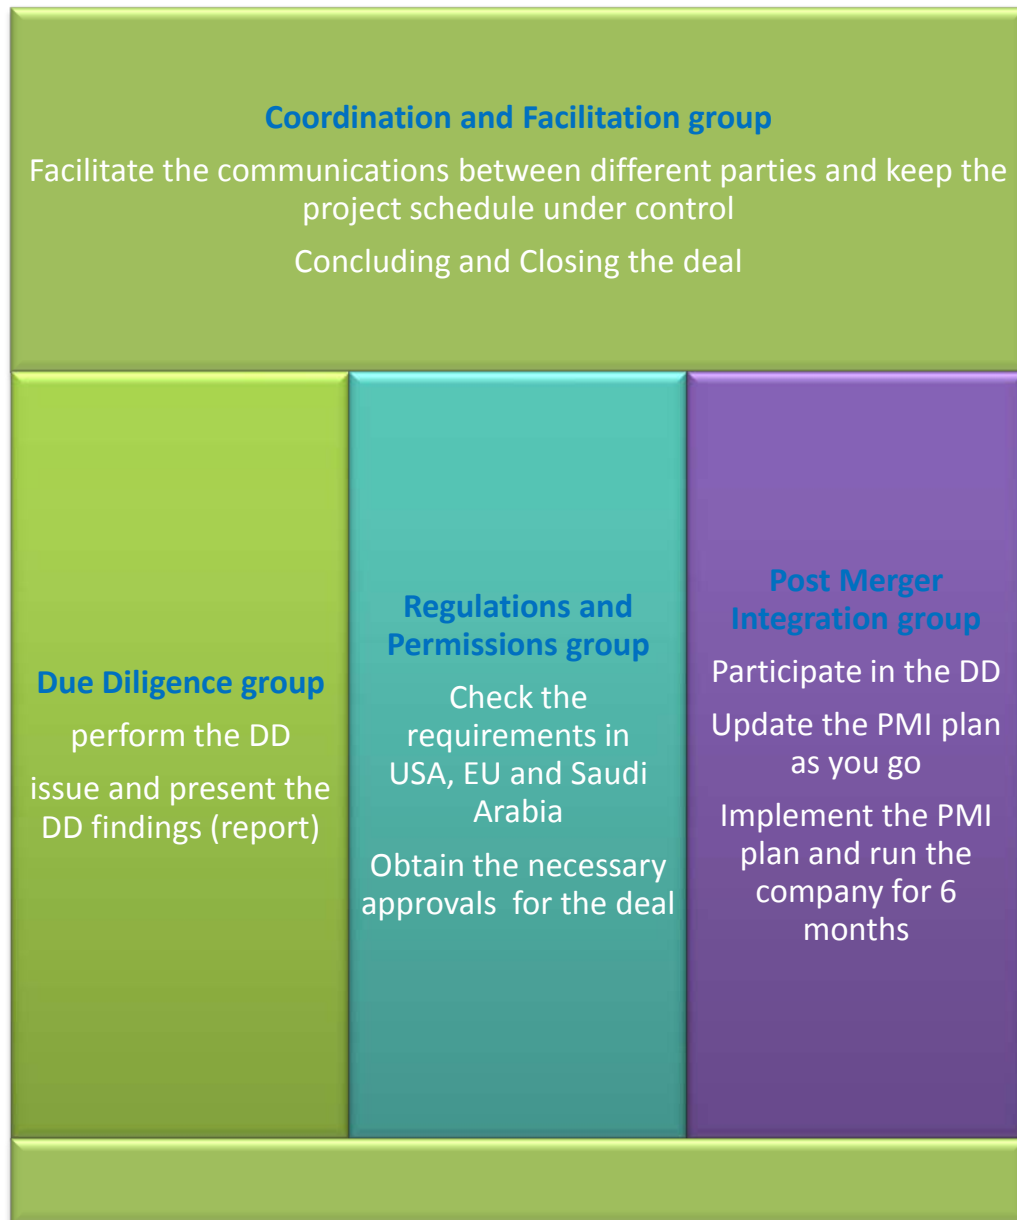 Coordination and Facilitation group
Facilitate the communications between different parties and keep the
project schedule under control
Concluding and Closing the deal
Due Diligence group
perform the DD
issue and present the
DD findings (report)
Regulations and
Permissions group
Check the
requirements in
USA, EU and Saudi
Arabia
Obtain the necessary
approvals  for the deal
Post Merger
Integration group
Participate in the DD
Update the PMI plan
as you go
Implement the PMI
plan and run the
company for 6
months